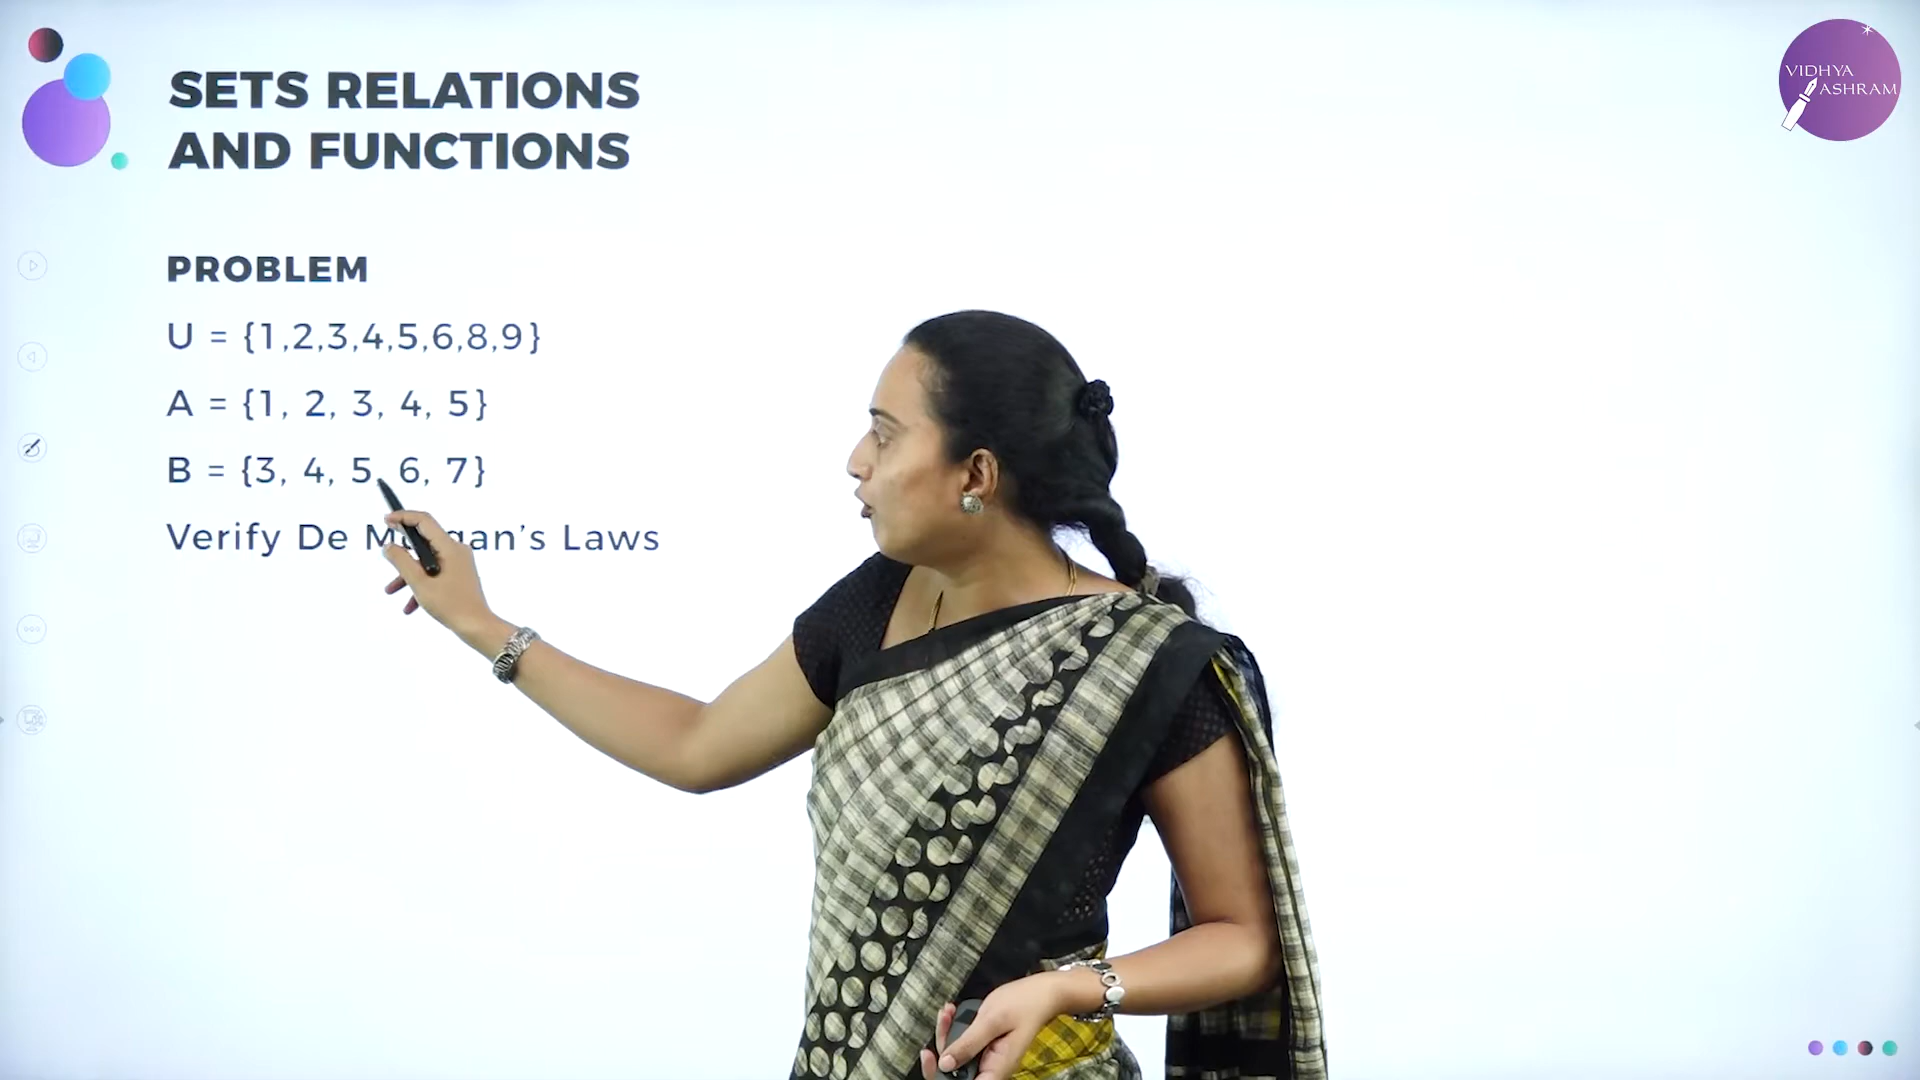 SETS RELATIONS
AND FUNCTIONS
VIDHYA
ASHRAM
PROBLEM
U = {1,2,3,4,5,6,8,9}
A = {1, 2, 3, 4, 5}
B = {3, 4, 5, 6, 7}
Verify De Morgan's Laws